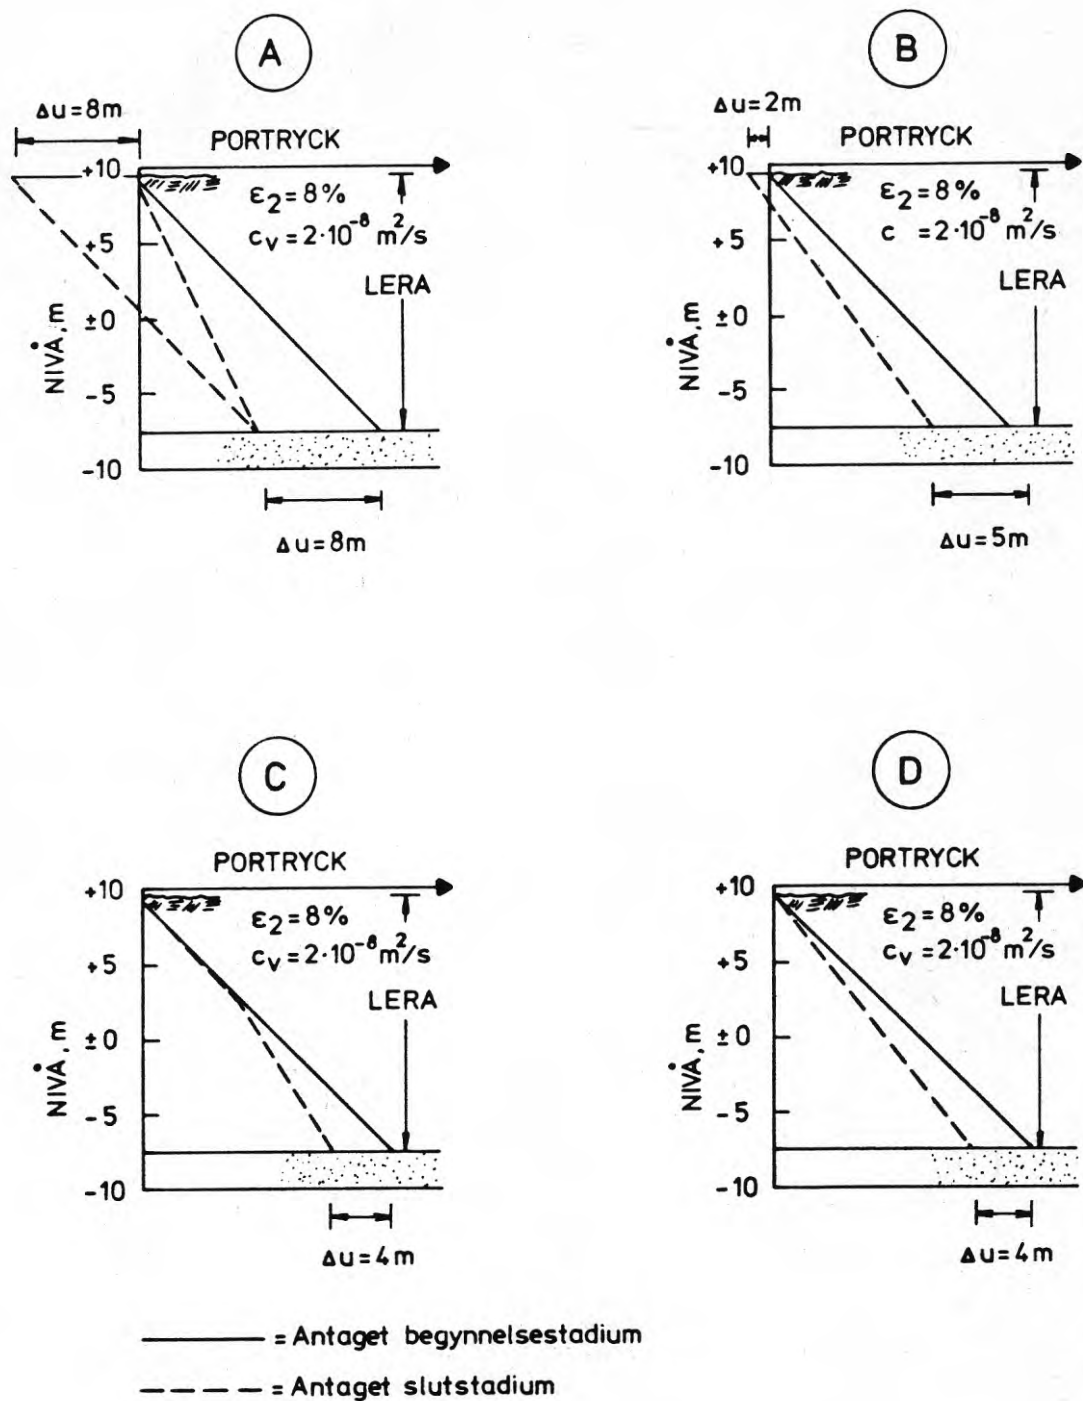 A
Δu=8m
PORTRYCK
+10
ε2=8%
+5
cv=2·10-8 m2/s
LERA
±0
NIVÅ, m
-5
-10
Δu=8m
B
Δu=2m
PORTRYCK
+10
ε2=8%
+5
c =2·10-8 m2/s
LERA
±0
NIVÅ, m
-5
-10
Δu=5m
C
PORTRYCK
+10
ε2=8%
+5
cv=2·10-8 m2/s
LERA
±0
NIVÅ, m
-5
-10
Δu=4m
D
PORTRYCK
+10
ε2=8%
+5
cv=2·10-8 m2/s
LERA
±0
NIVÅ, m
-5
-10
Δu=4m
= Antaget begynnelsestadium
= Antaget slutstadium